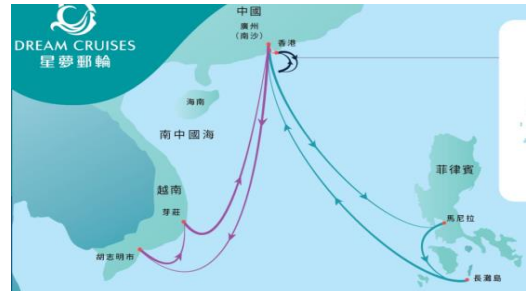 DREAM CRUISES
星夢郵輪
中國
廣州
(南沙)
香港
海南
南中國海
越南
芽莊
胡志明市
菲律賓
馬尼拉
長灘島